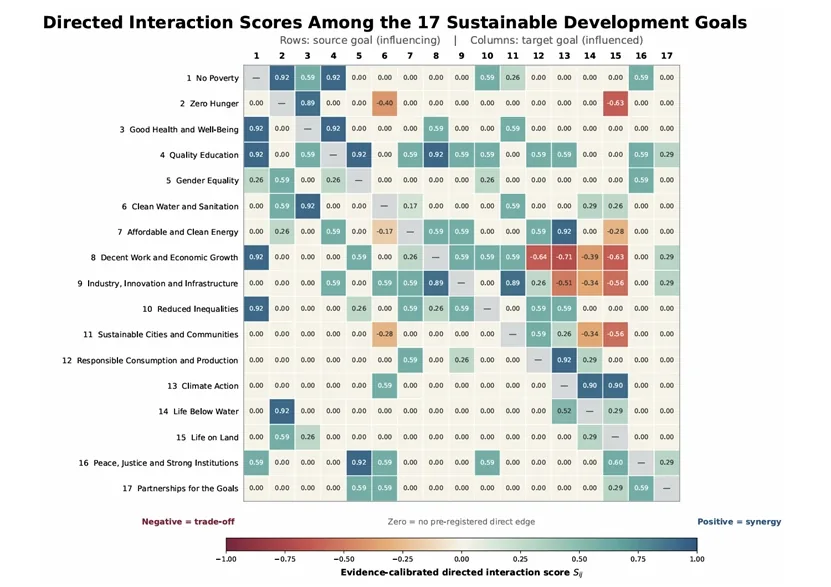 Directed Interaction Scores Among the 17 Sustainable Development Goals
Rows: source goal (influencing) | Columns: target goal (influenced)
1 2 3 4 5 6 7 8 9 10 11 12 13 14 15 16 17
1 No Poverty — 0.92 0.59 0.92 0.00 0.00 0.00 0.00 0.00 0.59 0.26 0.00 0.00 0.00 0.00 0.59 0.00
2 Zero Hunger 0.00 — 0.89 0.00 0.00 -0.40 0.00 0.00 0.00 0.00 0.00 0.00 0.00 0.00 -0.63 0.00 0.00
3 Good Health and Well-Being 0.92 0.00 — 0.92 0.00 0.00 0.00 0.59 0.00 0.00 0.59 0.00 0.00 0.00 0.00 0.00 0.00
4 Quality Education 0.92 0.00 0.59 — 0.92 0.00 0.59 0.92 0.59 0.59 0.00 0.59 0.59 0.00 0.00 0.59 0.29
5 Gender Equality 0.26 0.59 0.00 0.26 — 0.00 0.00 0.00 0.00 0.26 0.00 0.00 0.00 0.00 0.00 0.59 0.00
6 Clean Water and Sanitation 0.00 0.59 0.92 0.00 0.00 — 0.17 0.00 0.00 0.00 0.59 0.00 0.00 0.29 0.26 0.00 0.00
7 Affordable and Clean Energy 0.00 0.26 0.00 0.59 0.00 -0.17 — 0.59 0.59 0.00 0.00 0.59 0.92 0.00 -0.28 0.00 0.00
8 Decent Work and Economic Growth 0.92 0.00 0.00 0.00 0.59 0.00 0.26 — 0.59 0.59 0.59 -0.64 -0.71 -0.39 -0.63 0.00 0.29
9 Industry, Innovation and Infrastructure 0.00 0.00 0.00 0.59 0.00 0.59 0.59 0.89 — 0.00 0.89 0.26 -0.51 -0.34 -0.56 0.00 0.29
10 Reduced Inequalities 0.92 0.00 0.00 0.00 0.26 0.00 0.59 0.26 0.59 — 0.00 0.59 0.59 0.00 0.00 0.00 0.00
11 Sustainable Cities and Communities 0.00 0.00 0.00 0.00 0.00 -0.28 0.00 0.00 0.00 0.00 — 0.59 0.26 -0.34 -0.56 0.00 0.00
12 Responsible Consumption and Production 0.00 0.00 0.00 0.00 0.00 0.00 0.59 0.00 0.26 0.00 0.00 — 0.92 0.29 0.00 0.00 0.00
13 Climate Action 0.00 0.00 0.00 0.00 0.00 0.59 0.00 0.00 0.00 0.00 0.00 0.00 — 0.90 0.90 0.00 0.00
14 Life Below Water 0.00 0.92 0.00 0.00 0.00 0.00 0.00 0.00 0.00 0.00 0.00 0.00 0.52 — 0.29 0.00 0.00
15 Life on Land 0.00 0.59 0.26 0.00 0.00 0.00 0.00 0.00 0.00 0.00 0.00 0.00 0.00 0.29 — 0.00 0.00
16 Peace, Justice and Strong Institutions 0.59 0.00 0.00 0.00 0.92 0.59 0.00 0.00 0.00 0.59 0.00 0.00 0.00 0.00 0.60 — 0.29
17 Partnerships for the Goals 0.00 0.00 0.00 0.00 0.59 0.59 0.00 0.00 0.00 0.00 0.00 0.00 0.00 0.00 0.29 0.59 —
Negative = trade-off Zero = no pre-registered direct edge Positive = synergy
−1.00 −0.75 −0.50 −0.25 0.00 0.25 0.50 0.75 1.00
Evidence-calibrated directed interaction score Sij